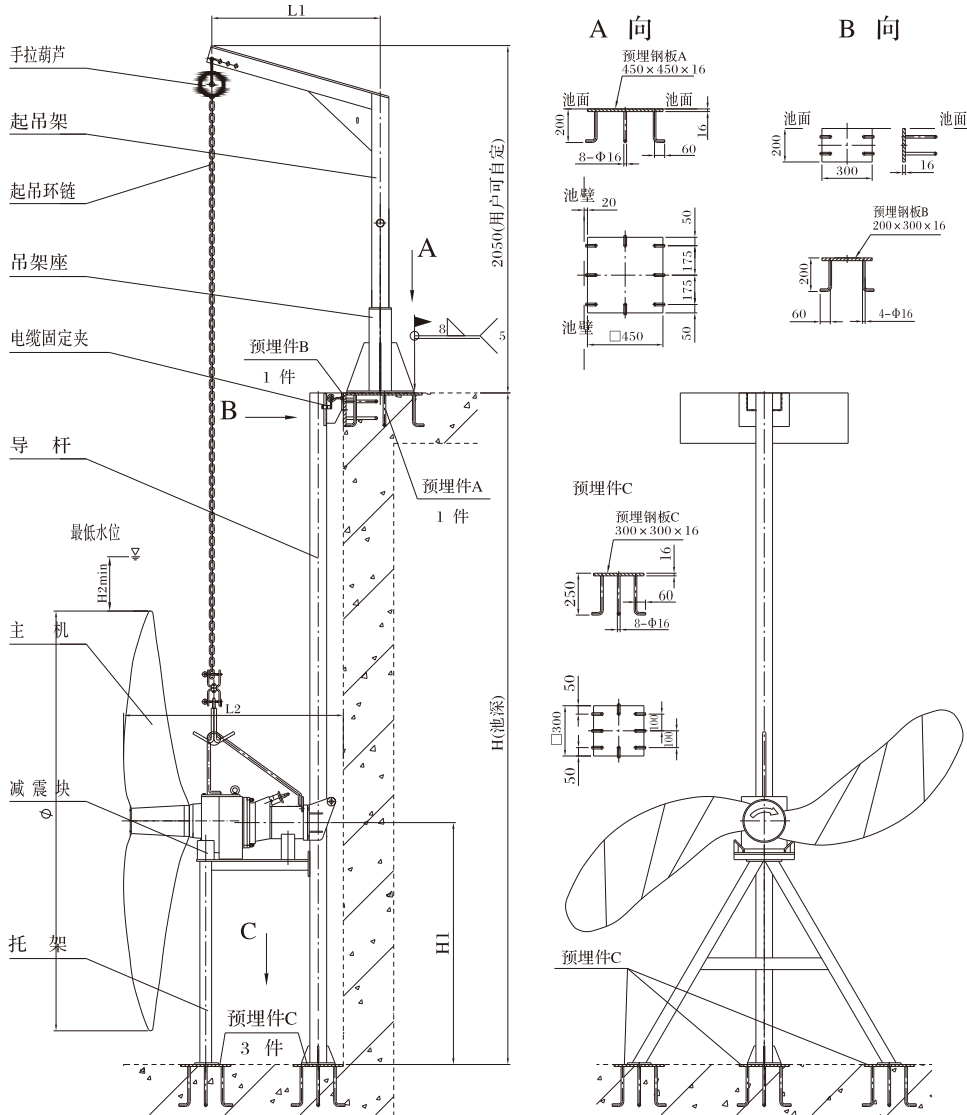 L1
手拉葫芦
起吊架
起吊环链
吊架座
电缆固定夹
导 杆
最低水位
H2min
主 机
减 震 块
Ø
托 架
2050(用户可自定)
A
8
5
预埋件B
1 件
B
预埋件A
1 件
L2
H(池深)
H1
C
预埋件C
3 件
A 向
预埋钢板A
450×450×16
池面
池面
200
16
8-Φ16
60
池壁
20
50
175
175
50
池壁
□450
B 向
池面
池面
200
300
16
预埋钢板B
200×300×16
200
60
4-Φ16
预埋件C
预埋钢板C
300×300×16
16
250
60
8-Φ16
50
□300
100
100
50
预埋件C